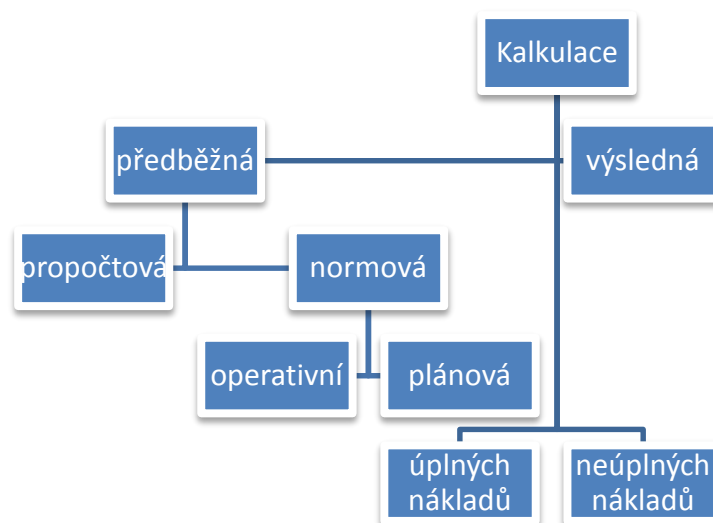 Kalkulace
předběžná
výsledná
propočtová
normová
operativní
plánová
úplných
nákladů
neúplných
nákladů